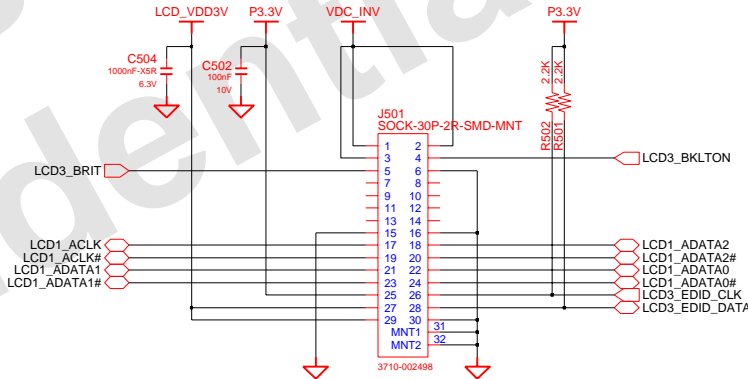 LCD_VDD3V
P3.3V
VDC_INV
P3.3V
C504
1000nF-X5R
6.3V
C502
100nF
10V
2.2K
2.2K
R502
R501
J501
SOCK-30P-2R-SMD-MNT
1 2
3 4
LCD3_BKLTON
LCD3_BRIT
5 6
7 8
9 10
11 12
13 14
15 16
LCD1_ACLK
17 18
LCD1_ADATA2
LCD1_ACLK#
19 20
LCD1_ADATA2#
LCD1_ADATA1
21 22
LCD1_ADATA0
LCD1_ADATA1#
23 24
LCD1_ADATA0#
25 26
LCD3_EDID_CLK
27 28
LCD3_EDID_DATA
29 30
MNT1
31
MNT2
32
3710-002498